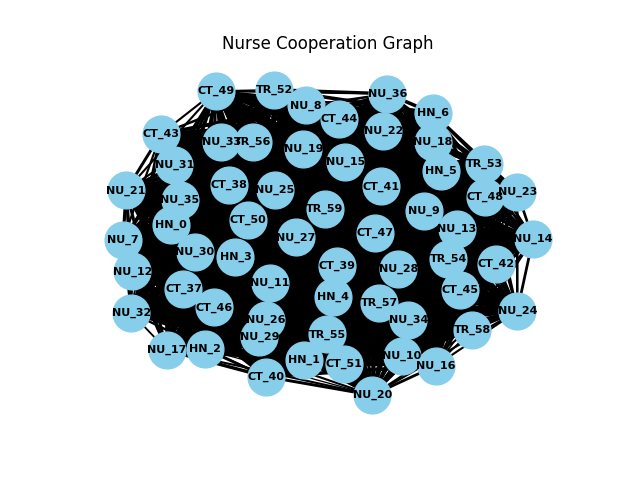 Nurse Cooperation Graph
CT_49
TR_52
NU_36
NU_8
HN_6
CT_44
NU_22
CT_43
NU_33
TR_56
NU_18
NU_19
NU_15
TR_53
NU_31
HN_5
CT_38
CT_41
NU_21
NU_25
NU_23
CT_48
NU_35
TR_59
NU_9
CT_50
HN_0
NU_13
CT_47
NU_27
NU_7
NU_14
NU_30
HN_3
TR_54
CT_42
CT_39
NU_28
NU_12
NU_11
CT_37
CT_45
HN_4
TR_57
CT_46
NU_24
NU_32
NU_26
NU_34
TR_58
TR_55
NU_29
HN_2
NU_17
NU_10
HN_1
CT_51
NU_16
CT_40
NU_20